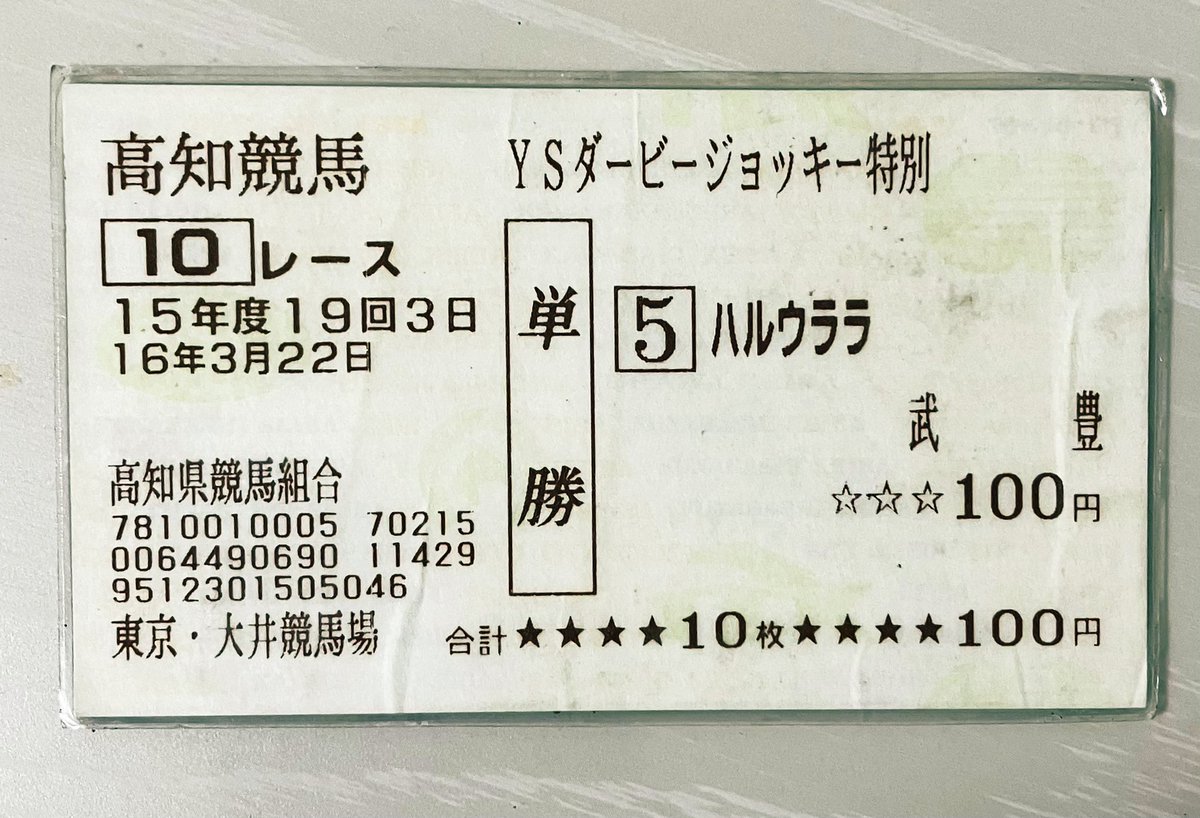 高知競馬 YSダービージョッキー特別
10レース
15年度19回3日
16年3月22日
単勝
5 ハルウララ
武 豊
☆☆☆100円
高知県競馬組合
7810010005 70215
0064490690 11429
9512301505046
東京・大井競馬場
合計★★★★10枚★★★★100円